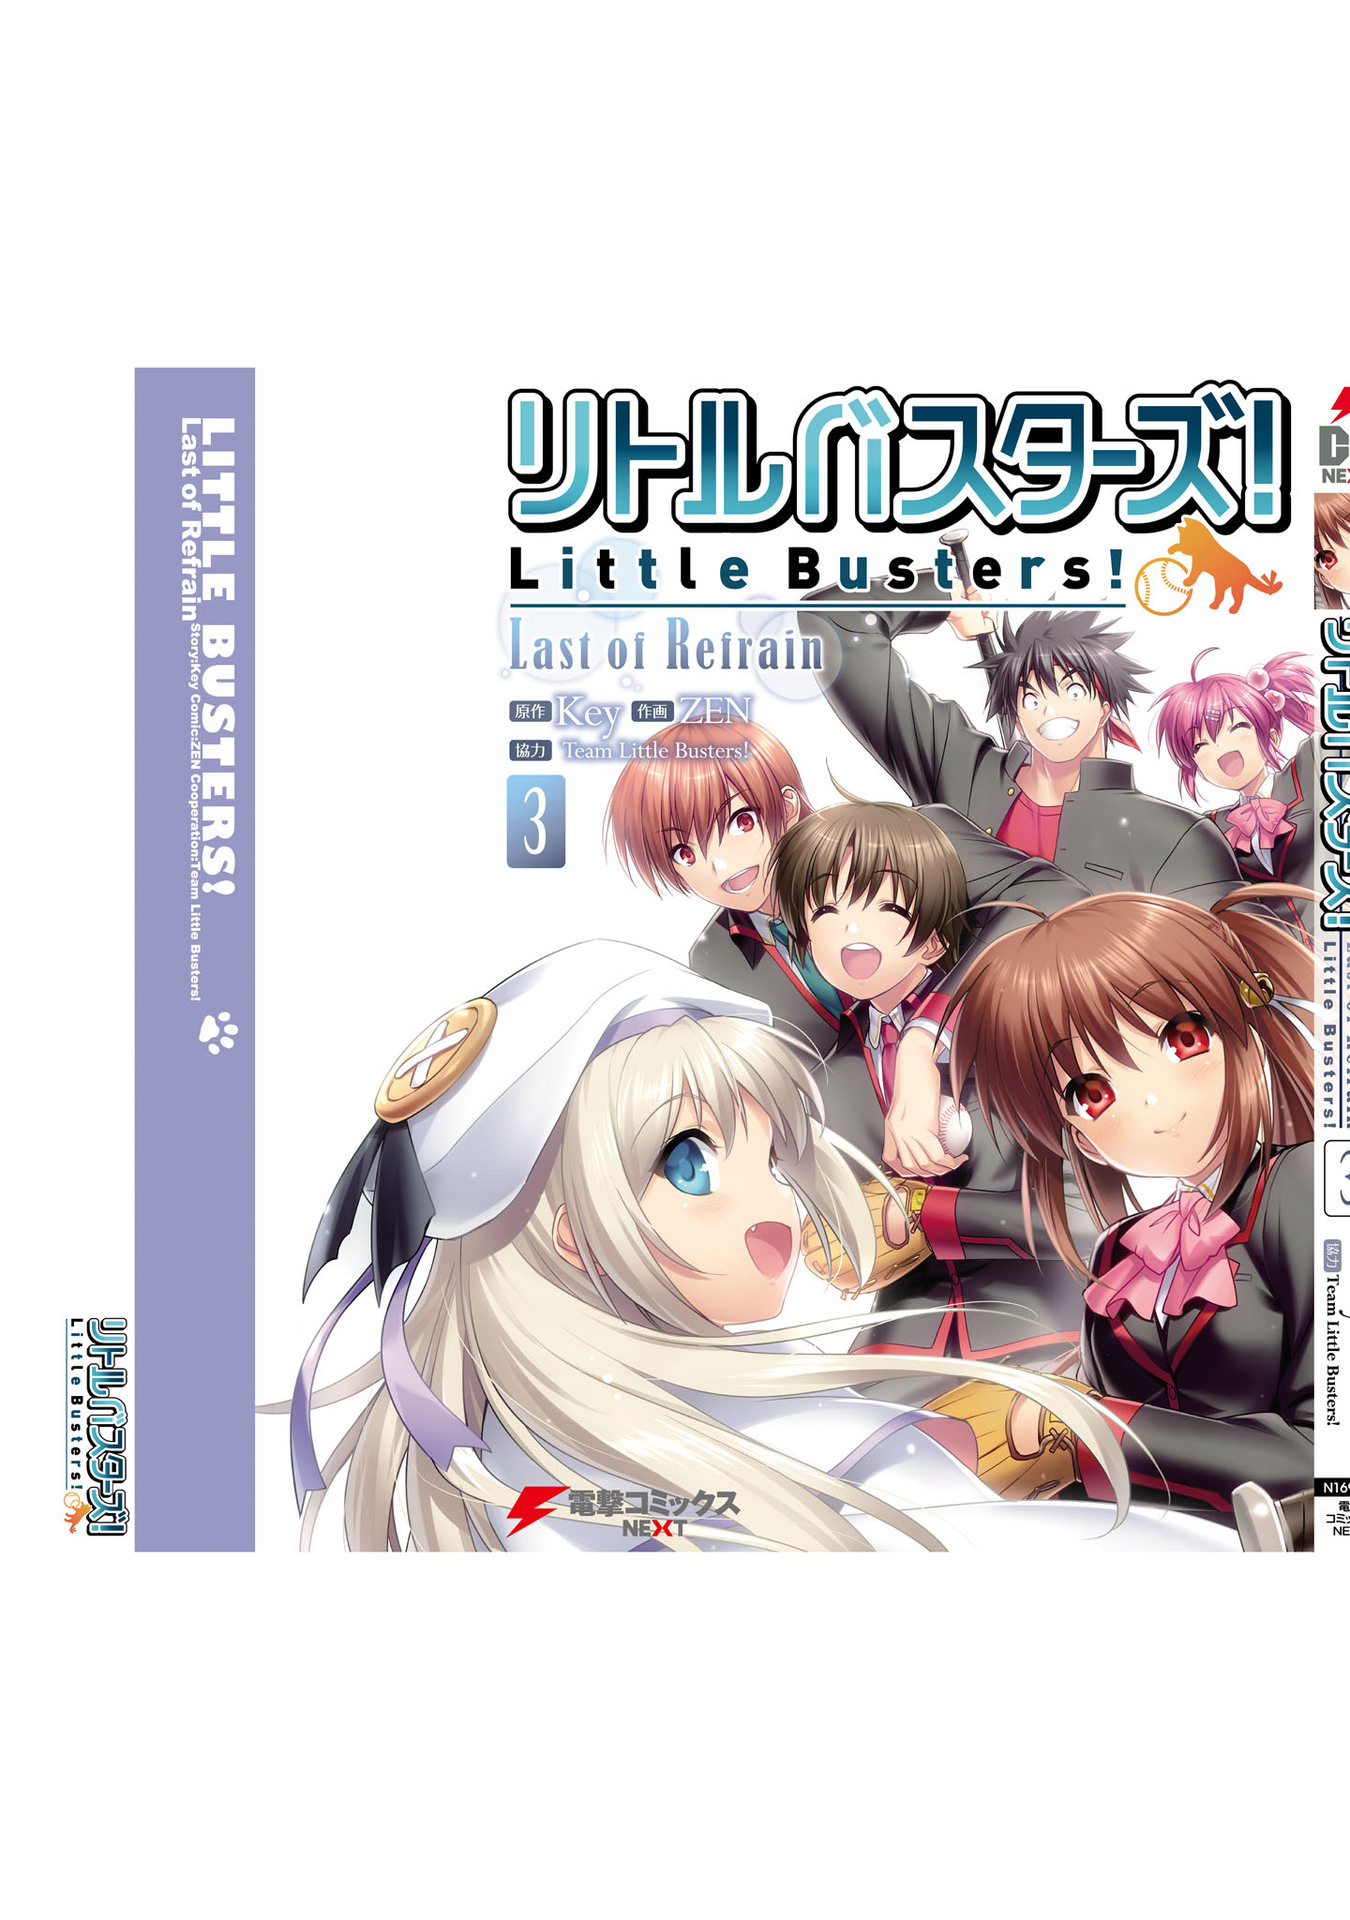 リトルバスターズ!
Little Busters!
Last of Refrain
原作 Key 作画 ZEN
協力 Team Little Busters!
3
電撃コミックス
NEXT
LITTLE BUSTERS!
Last of Refrain
Story:Key Comic:ZEN Cooperation:Team Little Busters!
リトルバスターズ!
Little Busters!
NEX
リトルバスターズ!
Little Busters!
協力 Team Little Busters!
N169